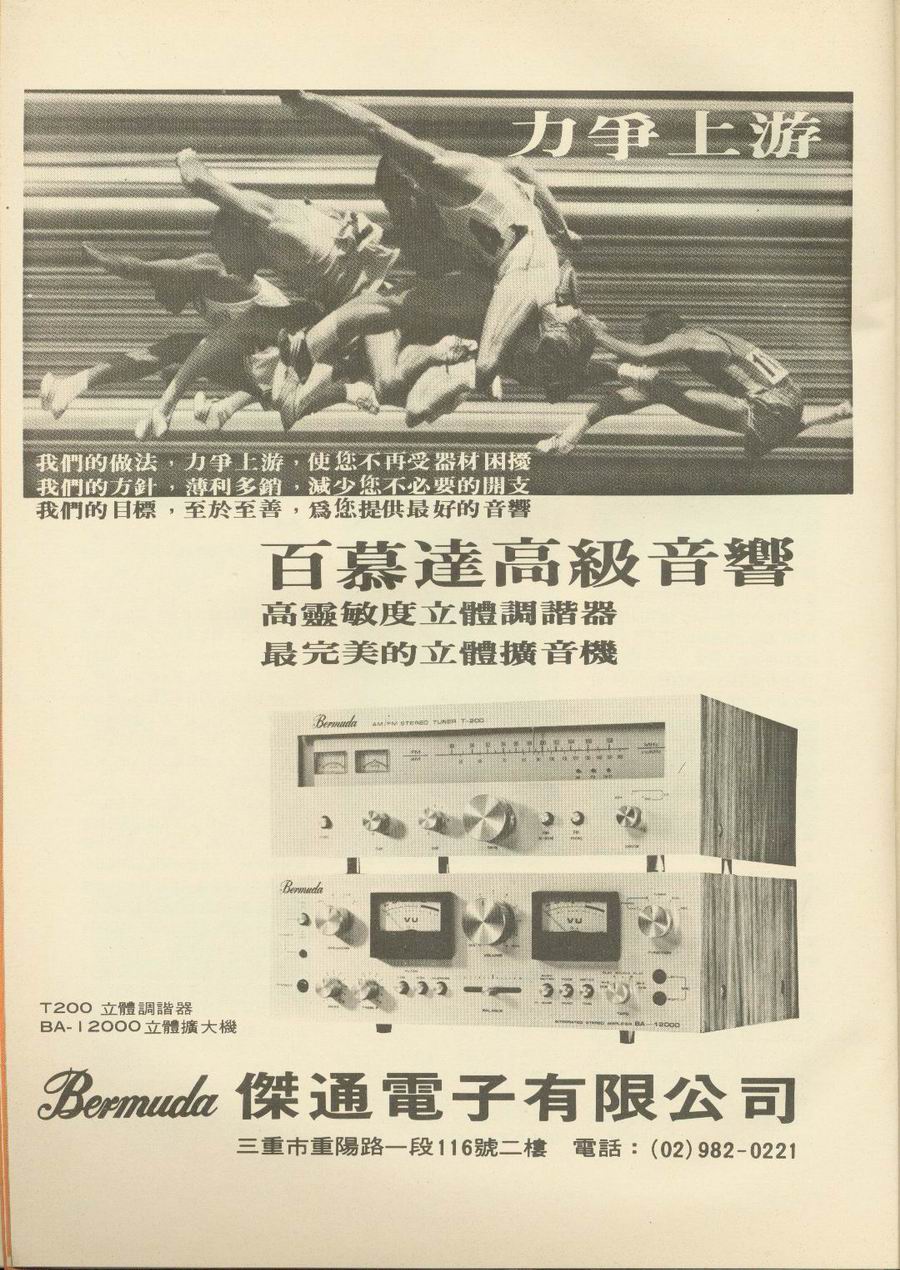 力爭上游
我們的做法，力爭上游，使您不再受器材困擾
我們的方針，薄利多銷，減少您不必要的開支
我們的目標，至於至善，爲您提供最好的音響
百慕達高級音響
高靈敏度立體調諧器
最完美的立體擴音機
Bermuda AM/FM STEREO TUNER T-200
FM
AM
Bermuda
VU
VU
VOLUME
FUNCTION
BALANCE
TAPE
INTEGRATED STEREO AMPLIFIER BA-12000
T200 立體調諧器
BA-12000立體擴大機
Bermuda 傑通電子有限公司
三重市重陽路一段116號二樓 電話：(02)982-0221